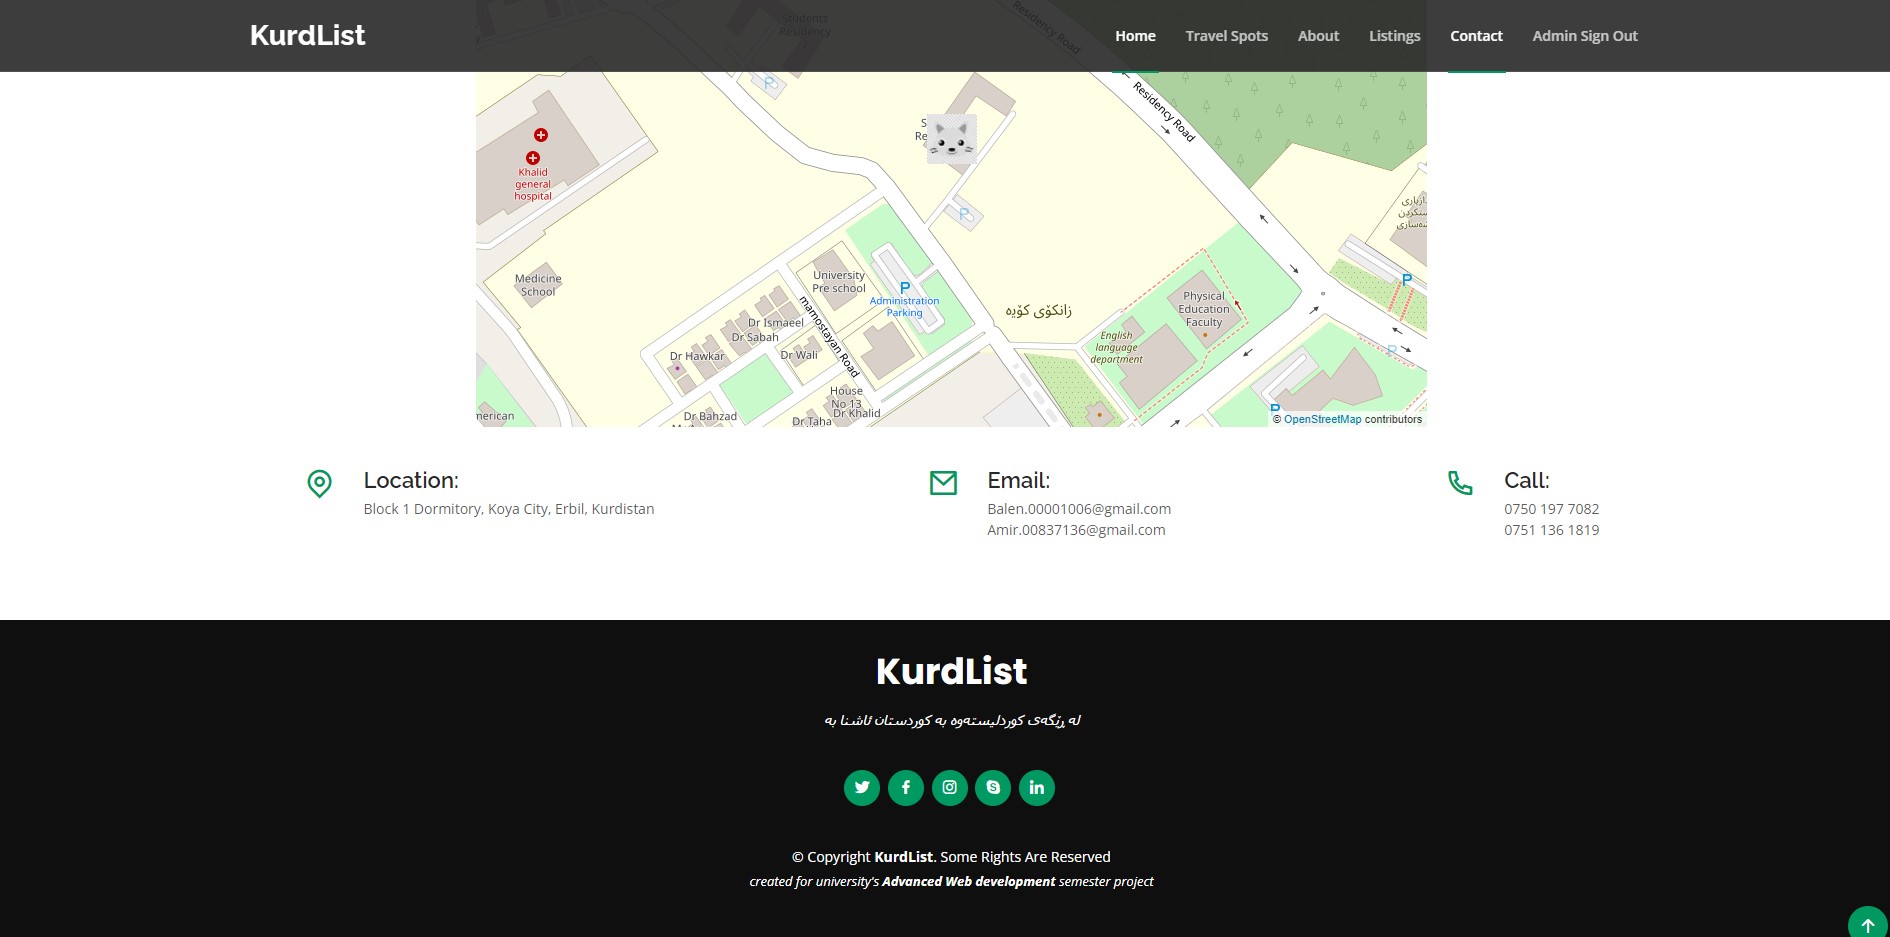 KurdList
Home
Travel Spots
About
Listings
Contact
Admin Sign Out
Students
Residency
Residency Road
Residency Road
P
Khalid
general
hospital
P
Medicine
School
University
Pre school
P
Administration
Parking
mamostayan Road
Dr Ismaeel
Dr Sabah
Dr Hawkar
Dr Wali
House
No 13
Dr Khalid
Dr Bahzad
Dr Taha
زانکۆی کۆیە
English
language
department
Physical
Education
Faculty
P
P
P
© OpenStreetMap contributors
Location:
Block 1 Dormitory, Koya City, Erbil, Kurdistan
Email:
Balen.00001006@gmail.com
Amir.00837136@gmail.com
Call:
0750 197 7082
0751 136 1819
KurdList
لە ڕێگەی کوردلیستەوە بە کوردستان ئاشنا بە
© Copyright KurdList. Some Rights Are Reserved
created for university's Advanced Web development semester project